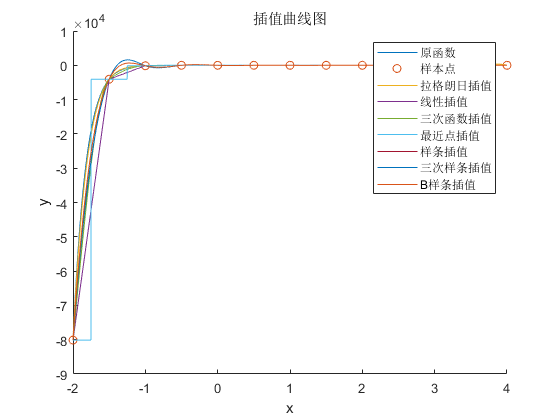 插值曲线图
×10⁴
1
0
-1
-2
-3
-4
-5
-6
-7
-8
-9
y
-2
-1
0
1
2
3
4
x
原函数
样本点
拉格朗日插值
线性插值
三次函数插值
最近点插值
样条插值
三次样条插值
B样条插值